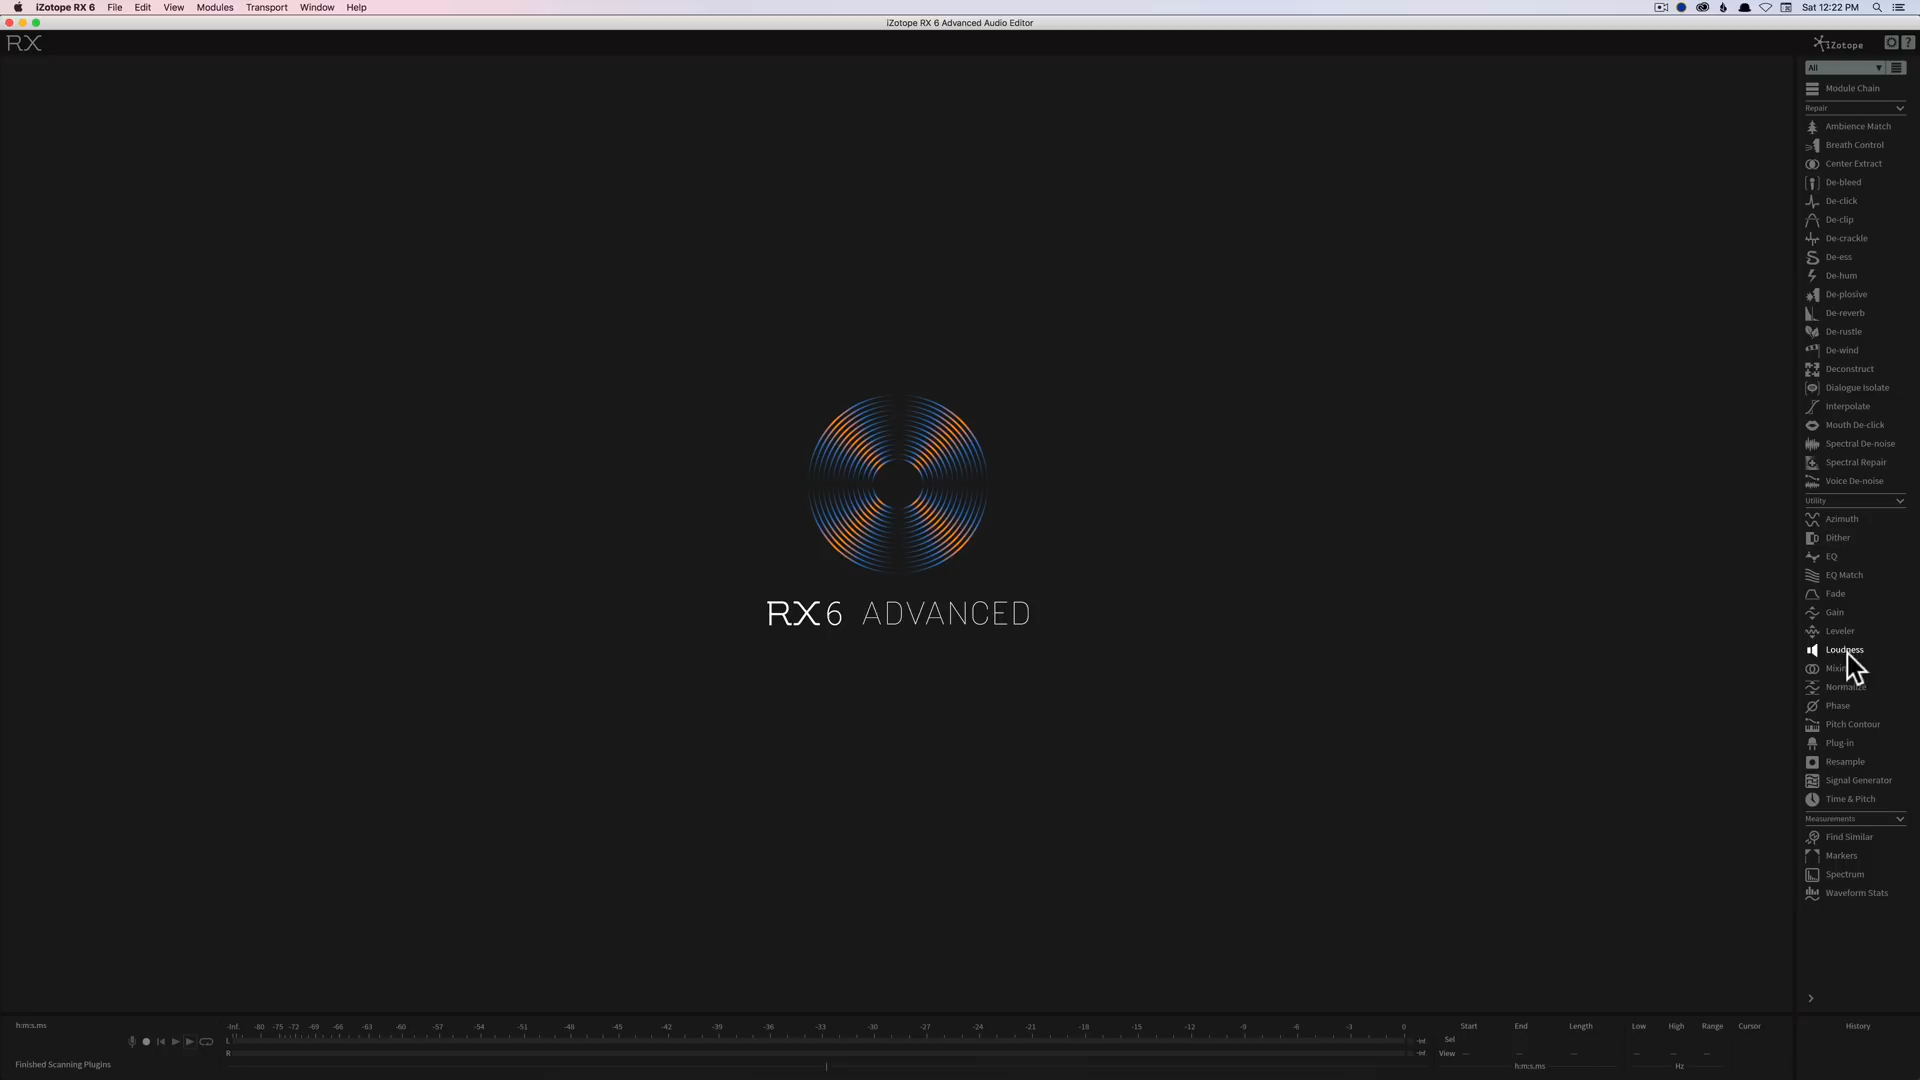 iZotope RX 6 File Edit View Modules Transport Window Help Sat 12:22 PM
iZotope RX 6 Advanced Audio Editor
RX
iZotope
?
All
Module Chain
Repair
Ambience Match
Breath Control
Center Extract
De-bleed
De-click
De-clip
De-crackle
De-ess
De-hum
De-plosive
De-reverb
De-rustle
De-wind
Deconstruct
Dialogue Isolate
Interpolate
Mouth De-click
Spectral De-noise
Spectral Repair
Voice De-noise
Utility
Azimuth
Dither
EQ
EQ Match
Fade
Gain
Leveler
Loudness
Normalize
Phase
Pitch Contour
Plug-in
Resample
Signal Generator
Time & Pitch
Measurements
Find Similar
Markers
Spectrum
Waveform Stats
RX 6 ADVANCED
h:m:s.ms
-Inf. -80 -75 -72 -69 -66 -63 -60 -57 -54 -51 -48 -45 -42 -39 -36 -33 -30 -27 -24 -21 -18 -15 -12 -9 -6 -3 0
L -Inf.
R -Inf.
Start End Length Low High Range Cursor
Sel
View -- -- -- -- -- --
h:m:s.ms Hz
History
Finished Scanning Plugins